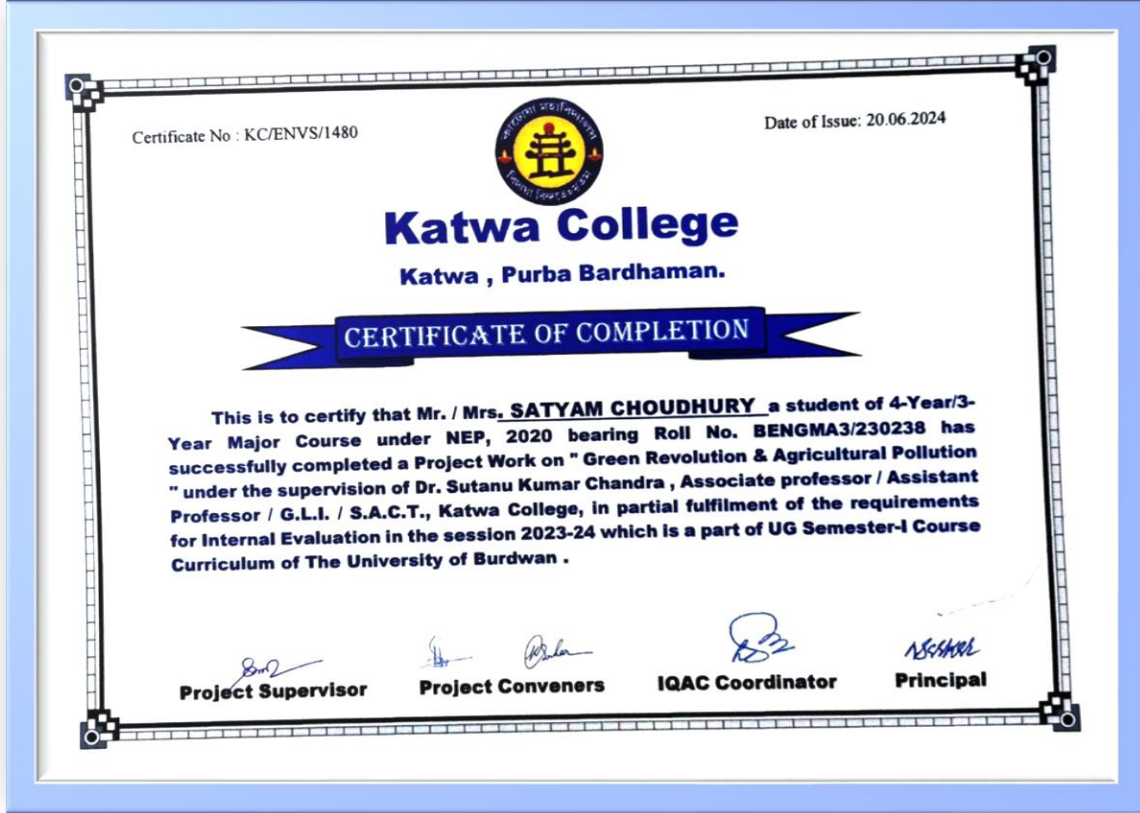 Certificate No : KC/ENVS/1480
Date of Issue: 20.06.2024
কাটোয়া মহাবিদ্যালয়
Katwa College
Katwa , Purba Bardhaman.
CERTIFICATE OF COMPLETION
This is to certify that Mr. / Mrs. SATYAM CHOUDHURY a student of 4-Year/3-
Year Major Course under NEP, 2020 bearing Roll No. BENGMA3/230238 has
successfully completed a Project Work on " Green Revolution & Agricultural Pollution
" under the supervision of Dr. Sutanu Kumar Chandra , Associate professor / Assistant
Professor / G.L.I. / S.A.C.T., Katwa College, in partial fulfilment of the requirements
for Internal Evaluation in the session 2023-24 which is a part of UG Semester-I Course
Curriculum of The University of Burdwan .
Project Supervisor
Project Conveners
IQAC Coordinator
Principal